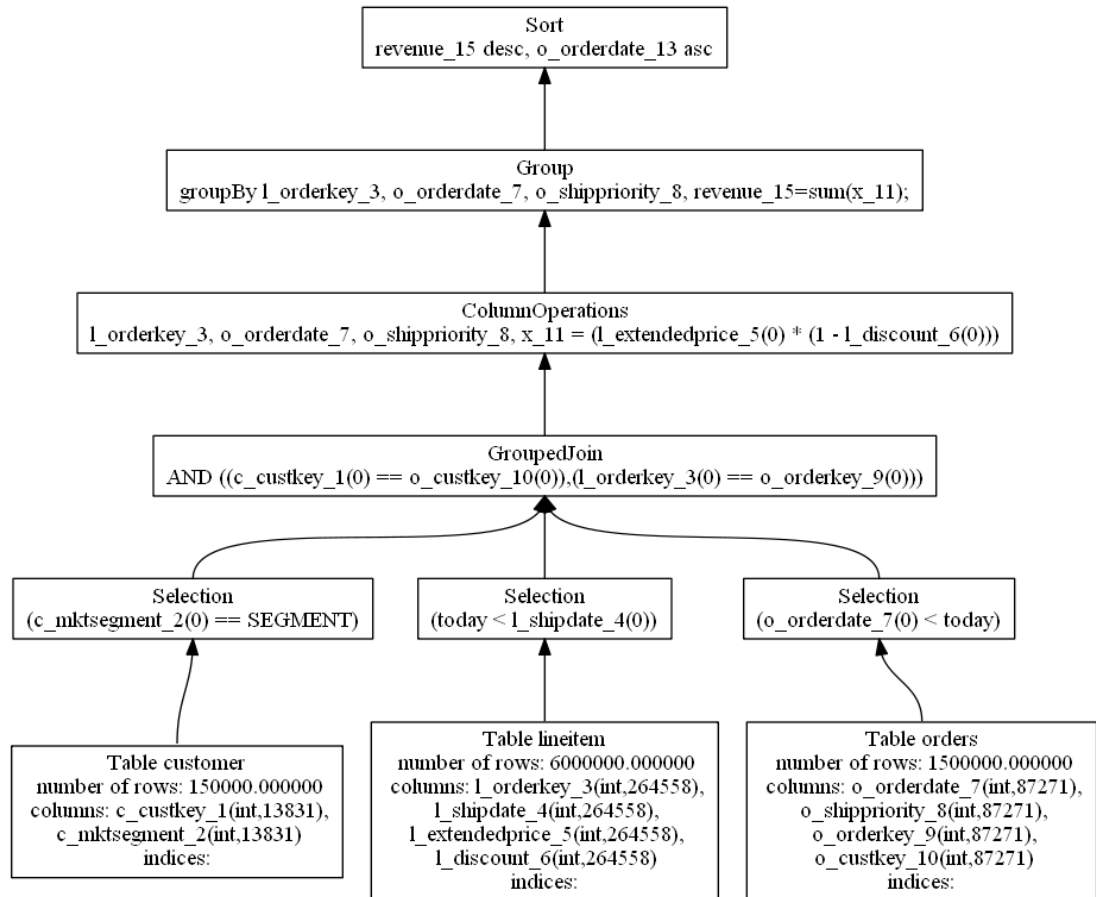 Sort
revenue_15 desc, o_orderdate_13 asc
Group
groupBy l_orderkey_3, o_orderdate_7, o_shippriority_8, revenue_15=sum(x_11);
ColumnOperations
l_orderkey_3, o_orderdate_7, o_shippriority_8, x_11 = (l_extendedprice_5(0) * (1 - l_discount_6(0)))
GroupedJoin
AND ((c_custkey_1(0) == o_custkey_10(0)),(l_orderkey_3(0) == o_orderkey_9(0)))
Selection
(c_mktsegment_2(0) == SEGMENT)
Selection
(today < l_shipdate_4(0))
Selection
(o_orderdate_7(0) < today)
Table customer
number of rows: 150000.000000
columns: c_custkey_1(int,13831),
c_mktsegment_2(int,13831)
indices:
Table lineitem
number of rows: 6000000.000000
columns: l_orderkey_3(int,264558),
l_shipdate_4(int,264558),
l_extendedprice_5(int,264558),
l_discount_6(int,264558)
indices:
Table orders
number of rows: 1500000.000000
columns: o_orderdate_7(int,87271),
o_shippriority_8(int,87271),
o_orderkey_9(int,87271),
o_custkey_10(int,87271)
indices: